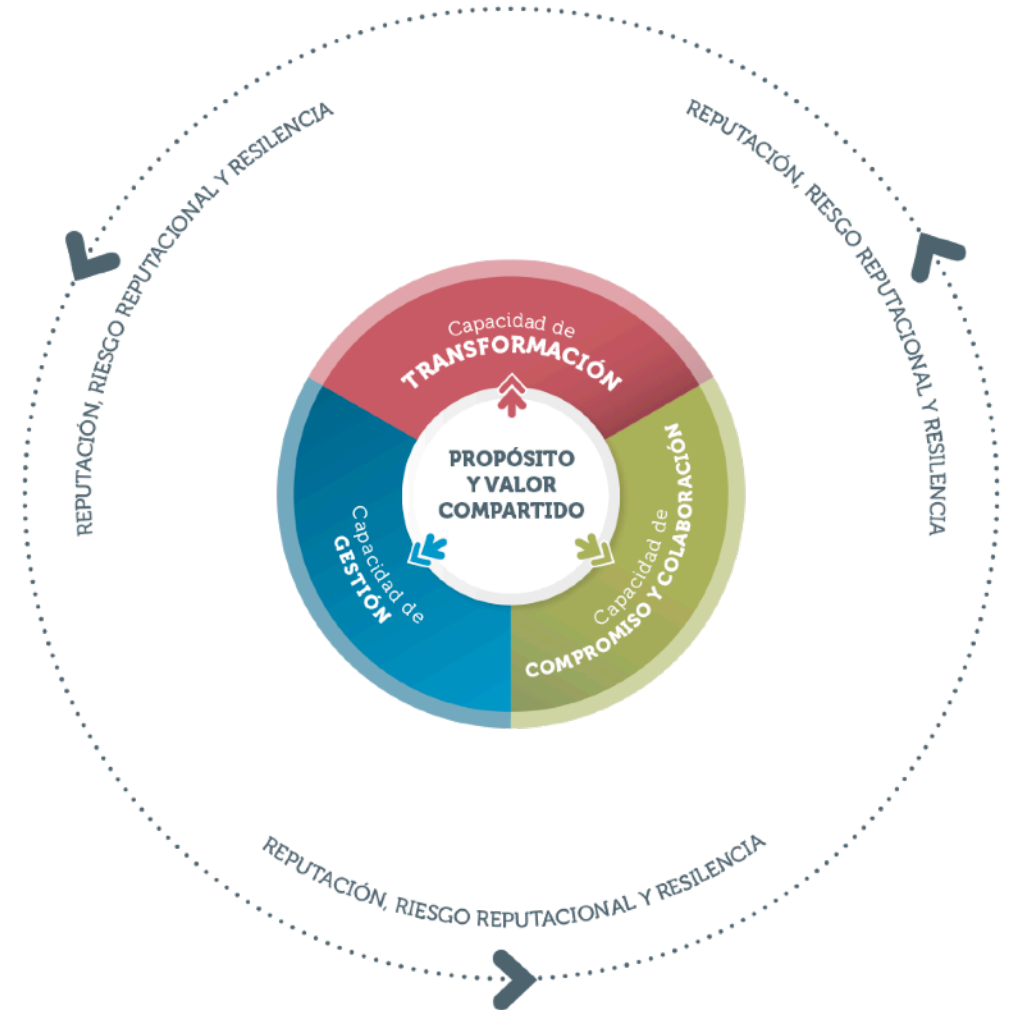 REPUTACIÓN, RIESGO REPUTACIONAL Y RESILENCIA
REPUTACIÓN, RIESGO REPUTACIONAL Y RESILENCIA
Capacidad de
TRANSFORMACIÓN
PROPÓSITO
Y VALOR
COMPARTIDO
Capacidad de
GESTIÓN
Capacidad de
COMPROMISO Y COLABORACIÓN
REPUTACIÓN, RIESGO REPUTACIONAL Y RESILENCIA